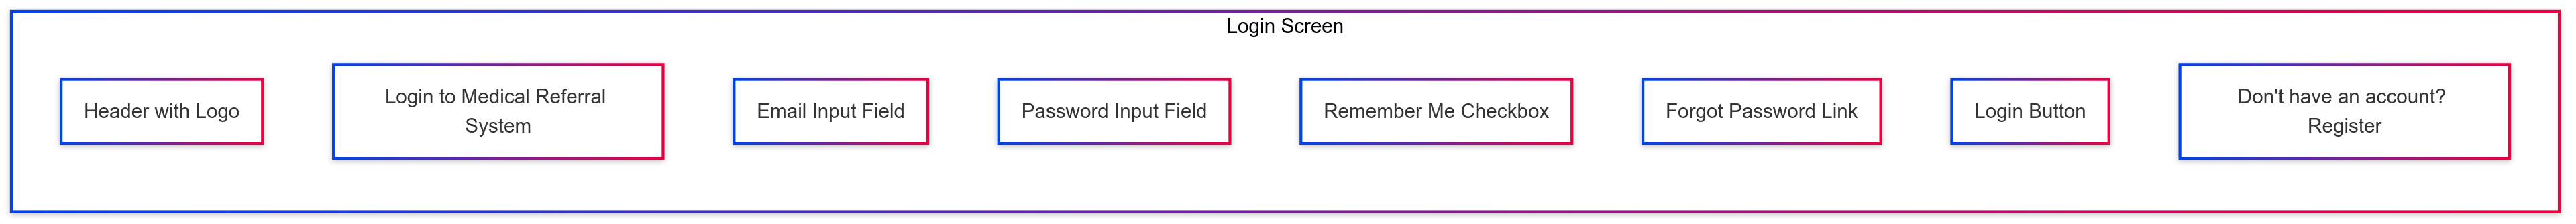 Login Screen
Header with Logo
Login to Medical Referral
System
Email Input Field
Password Input Field
Remember Me Checkbox
Forgot Password Link
Login Button
Don't have an account?
Register